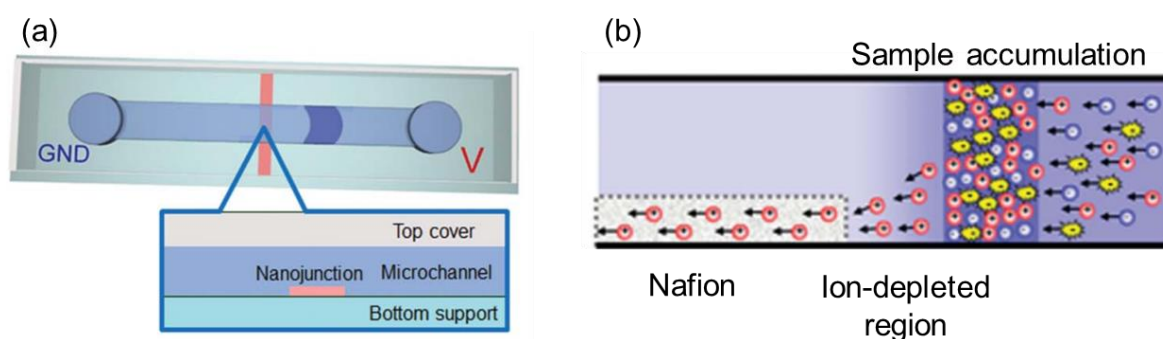 (a)
GND
V
Top cover
Nanojunction Microchannel
Bottom support
(b)
Sample accumulation
Nafion
Ion-depleted
region